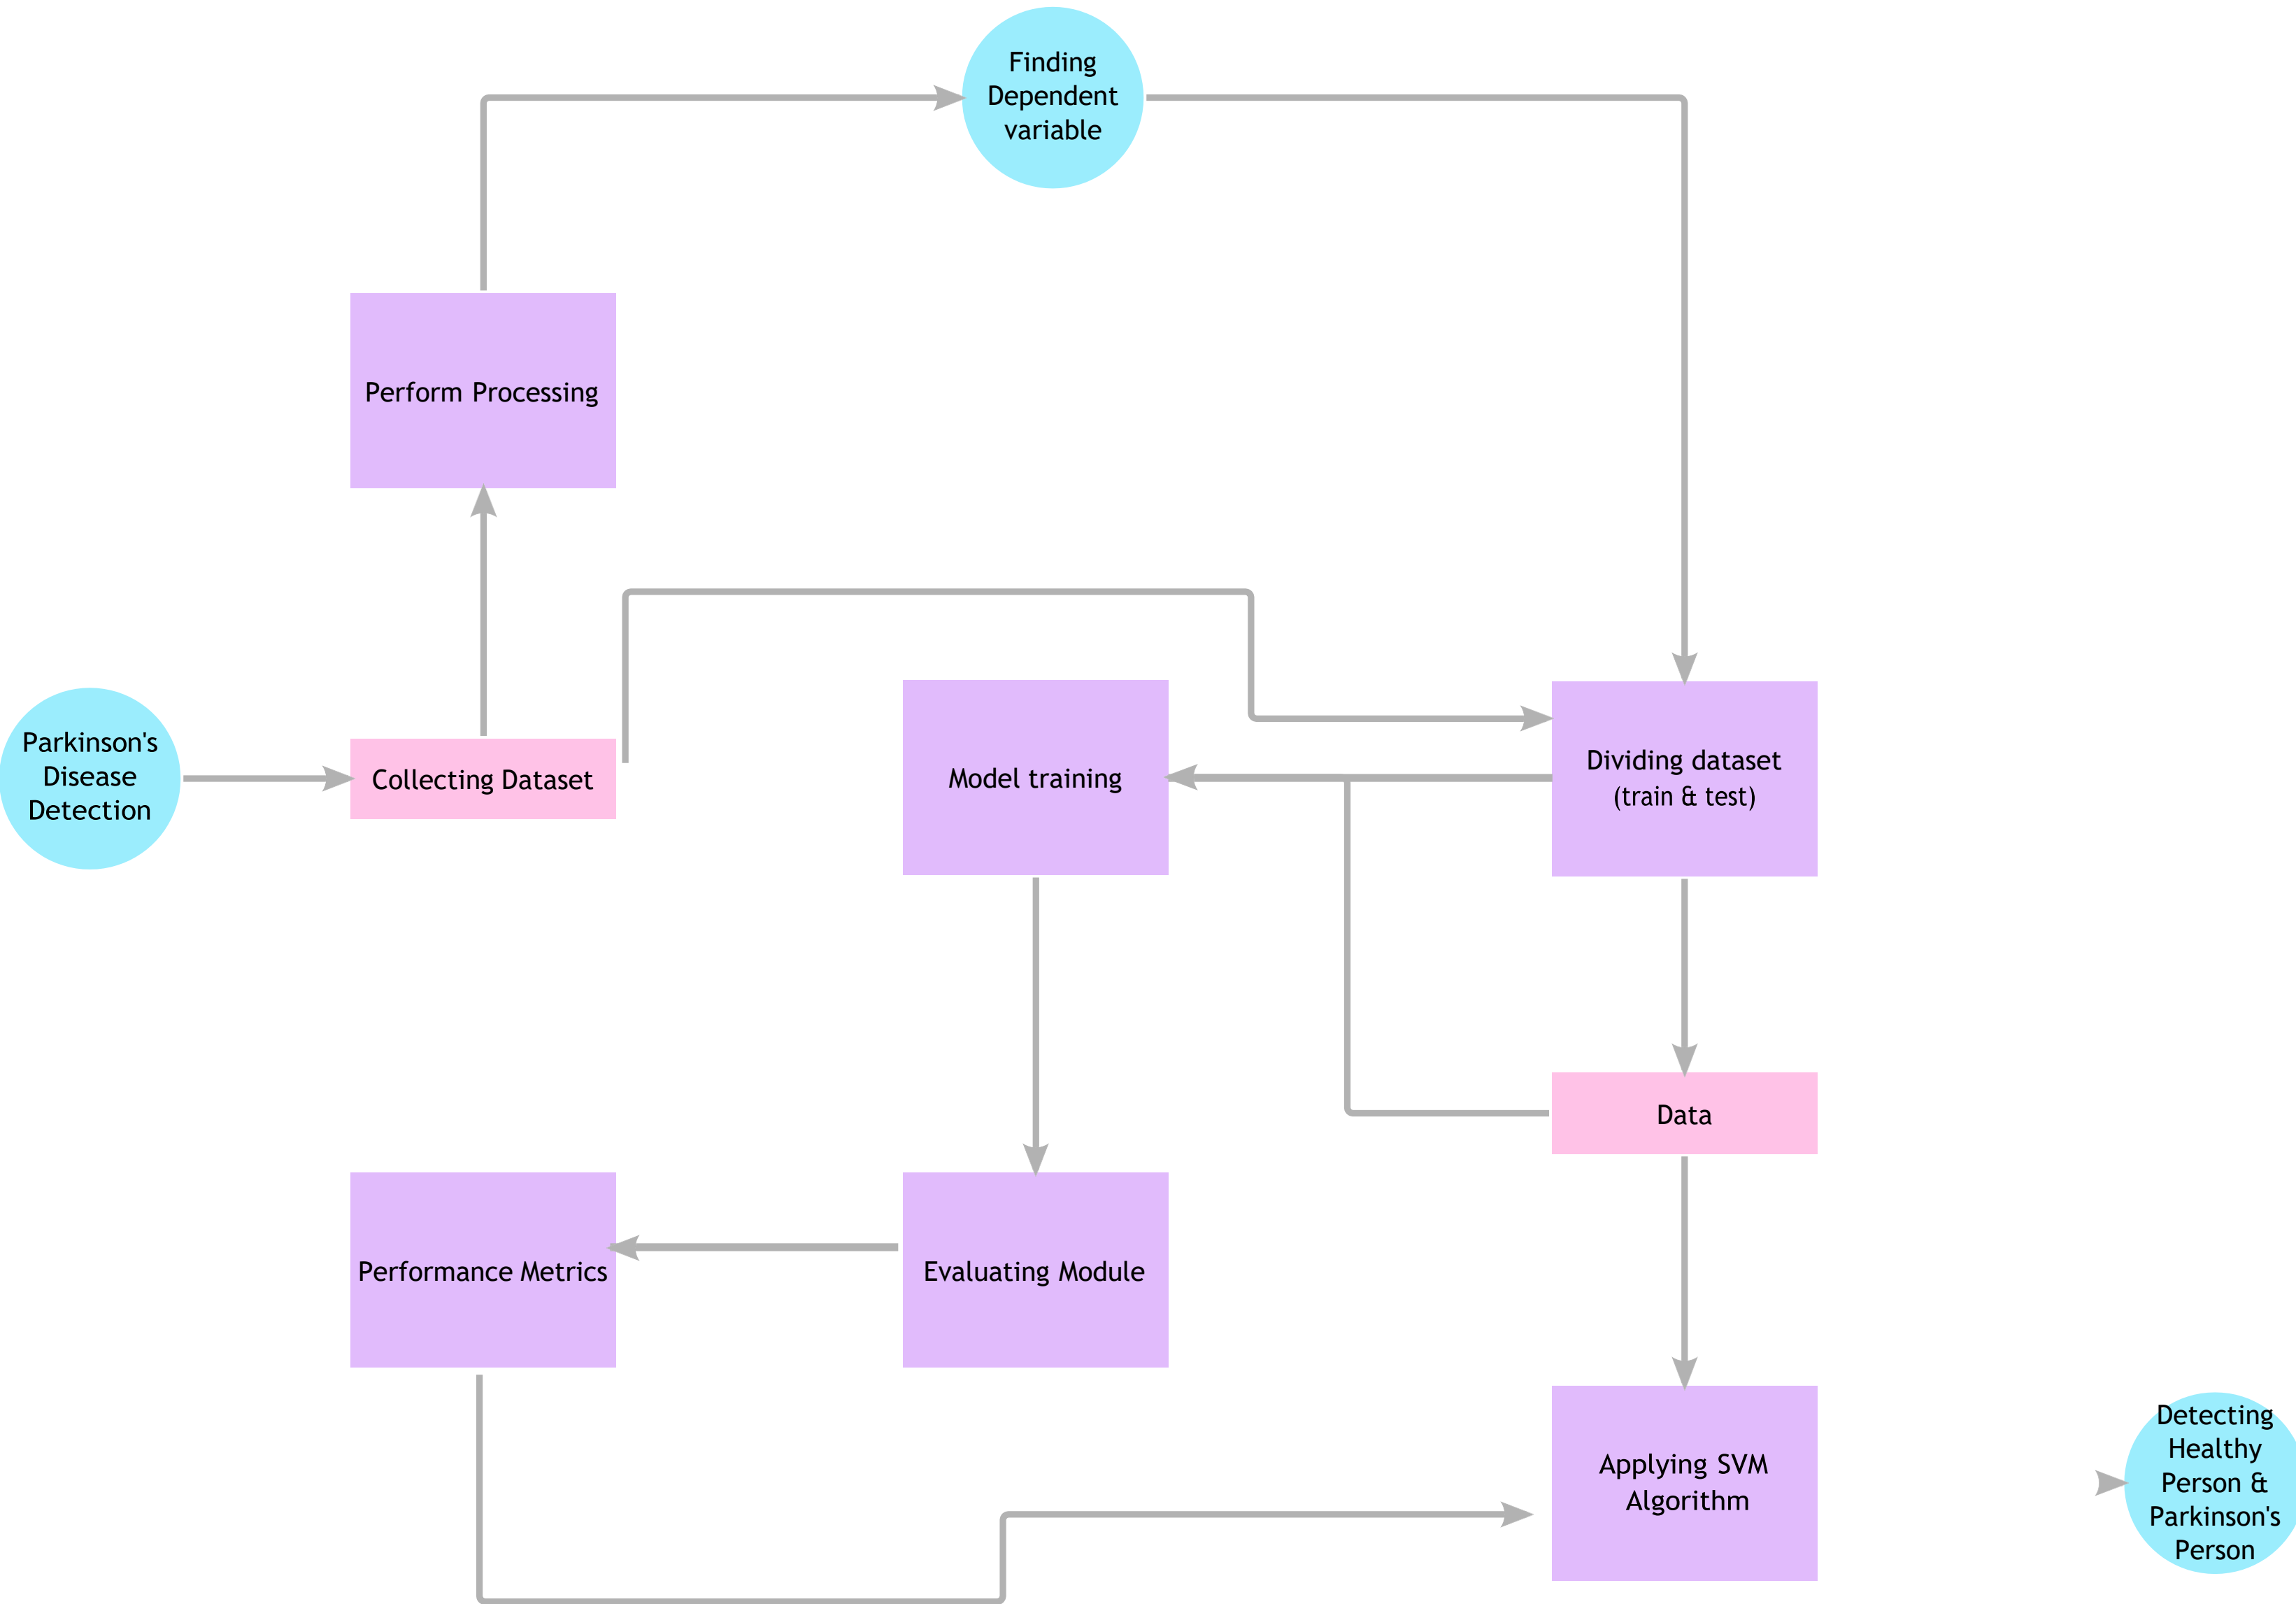 Finding
Dependent
variable
Perform Processing
Parkinson's
Disease
Detection
Collecting Dataset
Model training
Dividing dataset
(train & test)
Data
Performance Metrics
Evaluating Module
Applying SVM
Algorithm
Detecting
Healthy
Person &
Parkinson's
Person